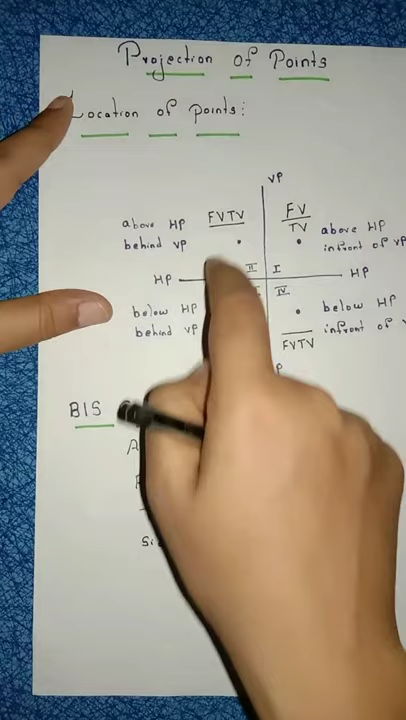 Projection of Points
Location of points:
VP
above HP FVTV FV above HP
behind VP TV infront of VP
II I
HP HP
IV
below HP below HP
behind VP infront of
FVTV
P
BIS